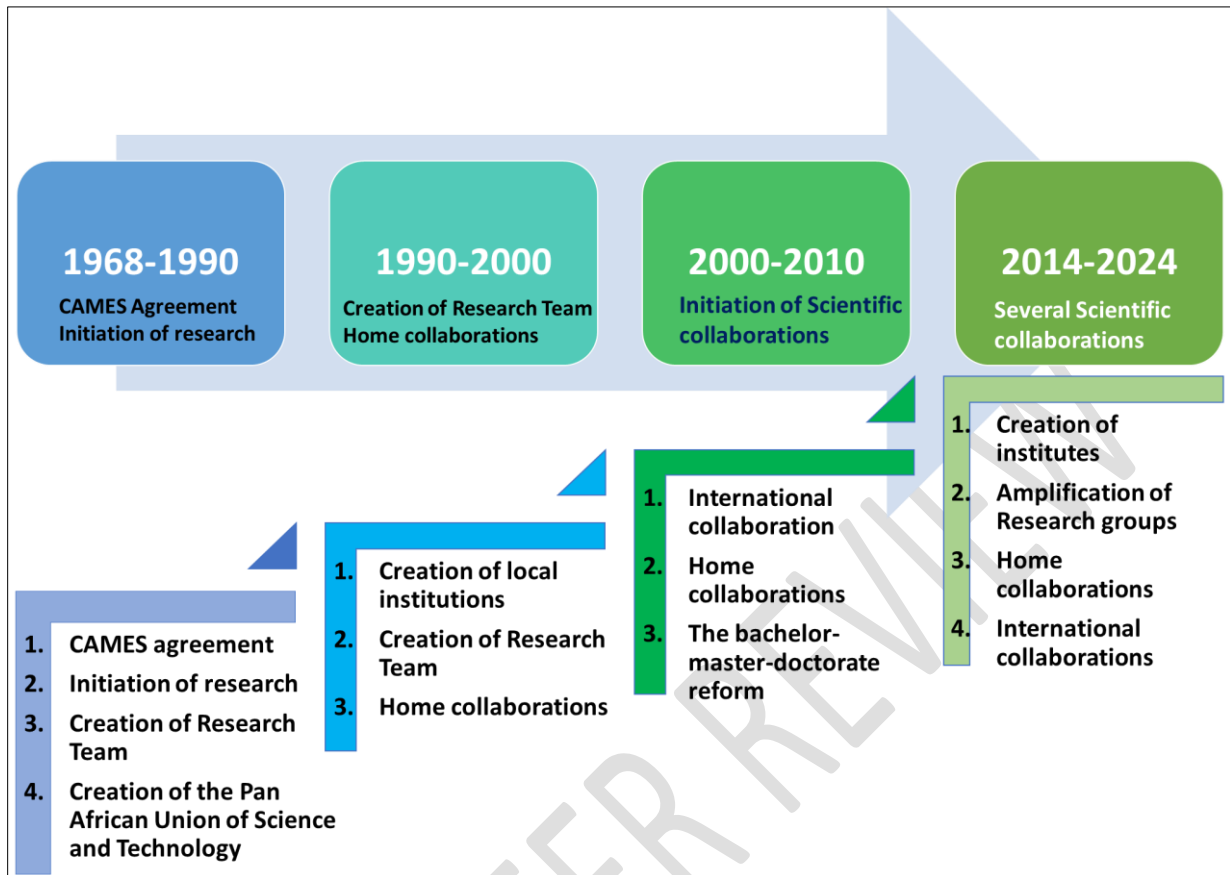 1968-1990
CAMES Agreement
Initiation of research
1990-2000
Creation of Research Team
Home collaborations
2000-2010
Initiation of Scientific
collaborations
2014-2024
Several Scientific
collaborations
1. CAMES agreement
2. Initiation of research
3. Creation of Research
Team
4. Creation of the Pan
African Union of Science
and Technology
1. Creation of local
institutions
2. Creation of Research
Team
3. Home collaborations
1. International
collaboration
2. Home
collaborations
3. The bachelor-
master-doctorate
reform
1. Creation of
institutes
2. Amplification of
Research groups
3. Home
collaborations
4. International
collaborations
ER REVIEW